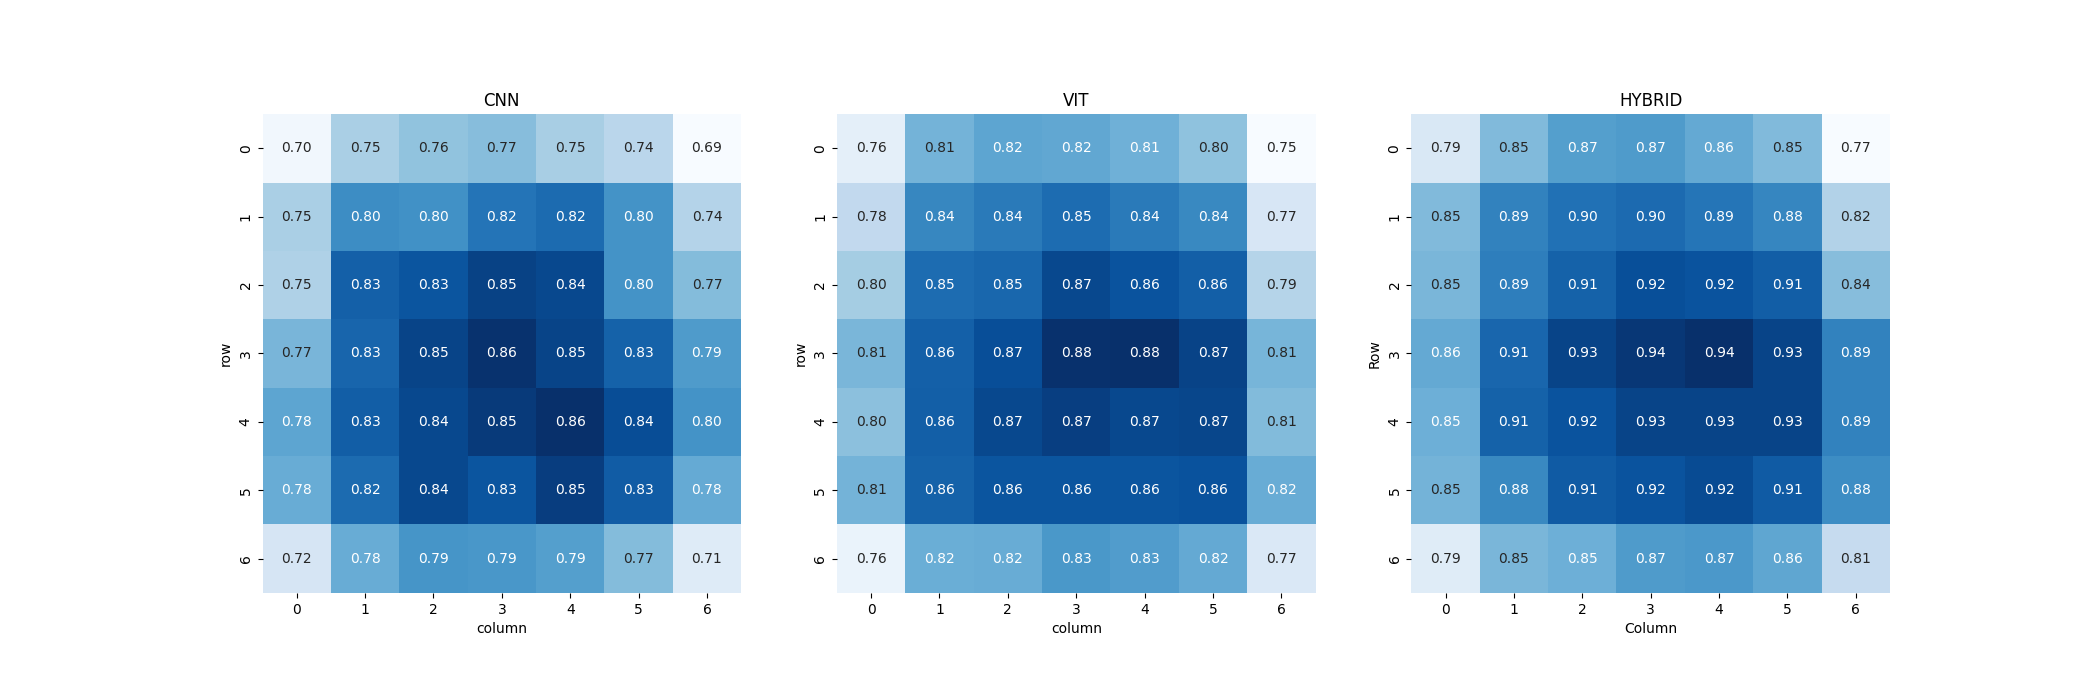 CNN
0 0.70 0.75 0.76 0.77 0.75 0.74 0.69
1 0.75 0.80 0.80 0.82 0.82 0.80 0.74
2 0.75 0.83 0.83 0.85 0.84 0.80 0.77
row
3 0.77 0.83 0.85 0.86 0.85 0.83 0.79
4 0.78 0.83 0.84 0.85 0.86 0.84 0.80
5 0.78 0.82 0.84 0.83 0.85 0.83 0.78
6 0.72 0.78 0.79 0.79 0.79 0.77 0.71
0 1 2 3 4 5 6
column
VIT
0 0.76 0.81 0.82 0.82 0.81 0.80 0.75
1 0.78 0.84 0.84 0.85 0.84 0.84 0.77
2 0.80 0.85 0.85 0.87 0.86 0.86 0.79
row
3 0.81 0.86 0.87 0.88 0.88 0.87 0.81
4 0.80 0.86 0.87 0.87 0.87 0.87 0.81
5 0.81 0.86 0.86 0.86 0.86 0.86 0.82
6 0.76 0.82 0.82 0.83 0.83 0.82 0.77
0 1 2 3 4 5 6
column
HYBRID
0 0.79 0.85 0.87 0.87 0.86 0.85 0.77
1 0.85 0.89 0.90 0.90 0.89 0.88 0.82
2 0.85 0.89 0.91 0.92 0.92 0.91 0.84
Row
3 0.86 0.91 0.93 0.94 0.94 0.93 0.89
4 0.85 0.91 0.92 0.93 0.93 0.93 0.89
5 0.85 0.88 0.91 0.92 0.92 0.91 0.88
6 0.79 0.85 0.85 0.87 0.87 0.86 0.81
0 1 2 3 4 5 6
Column